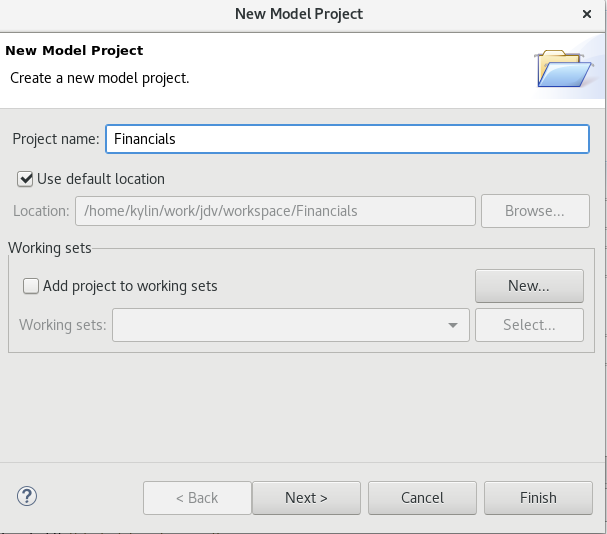 New Model Project
New Model Project
Create a new model project.
Project name: Financials
Use default location
Location: /home/kylin/work/jdv/workspace/Financials Browse...
Working sets
Add project to working sets New...
Working sets: Select...
< Back Next > Cancel Finish